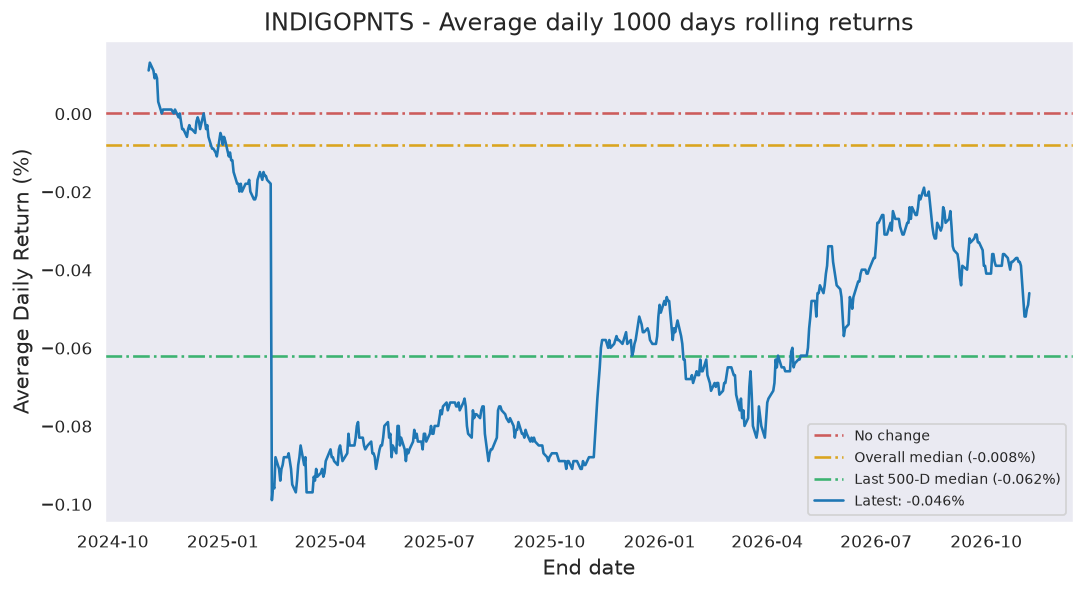 INDIGOPNTS - Average daily 1000 days rolling returns
Average Daily Return (%)
0.00
−0.02
−0.04
−0.06
−0.08
−0.10
No change
Overall median (-0.008%)
Last 500-D median (-0.062%)
Latest: -0.046%
2024-10 2025-01 2025-04 2025-07 2025-10 2026-01 2026-04 2026-07 2026-10
End date